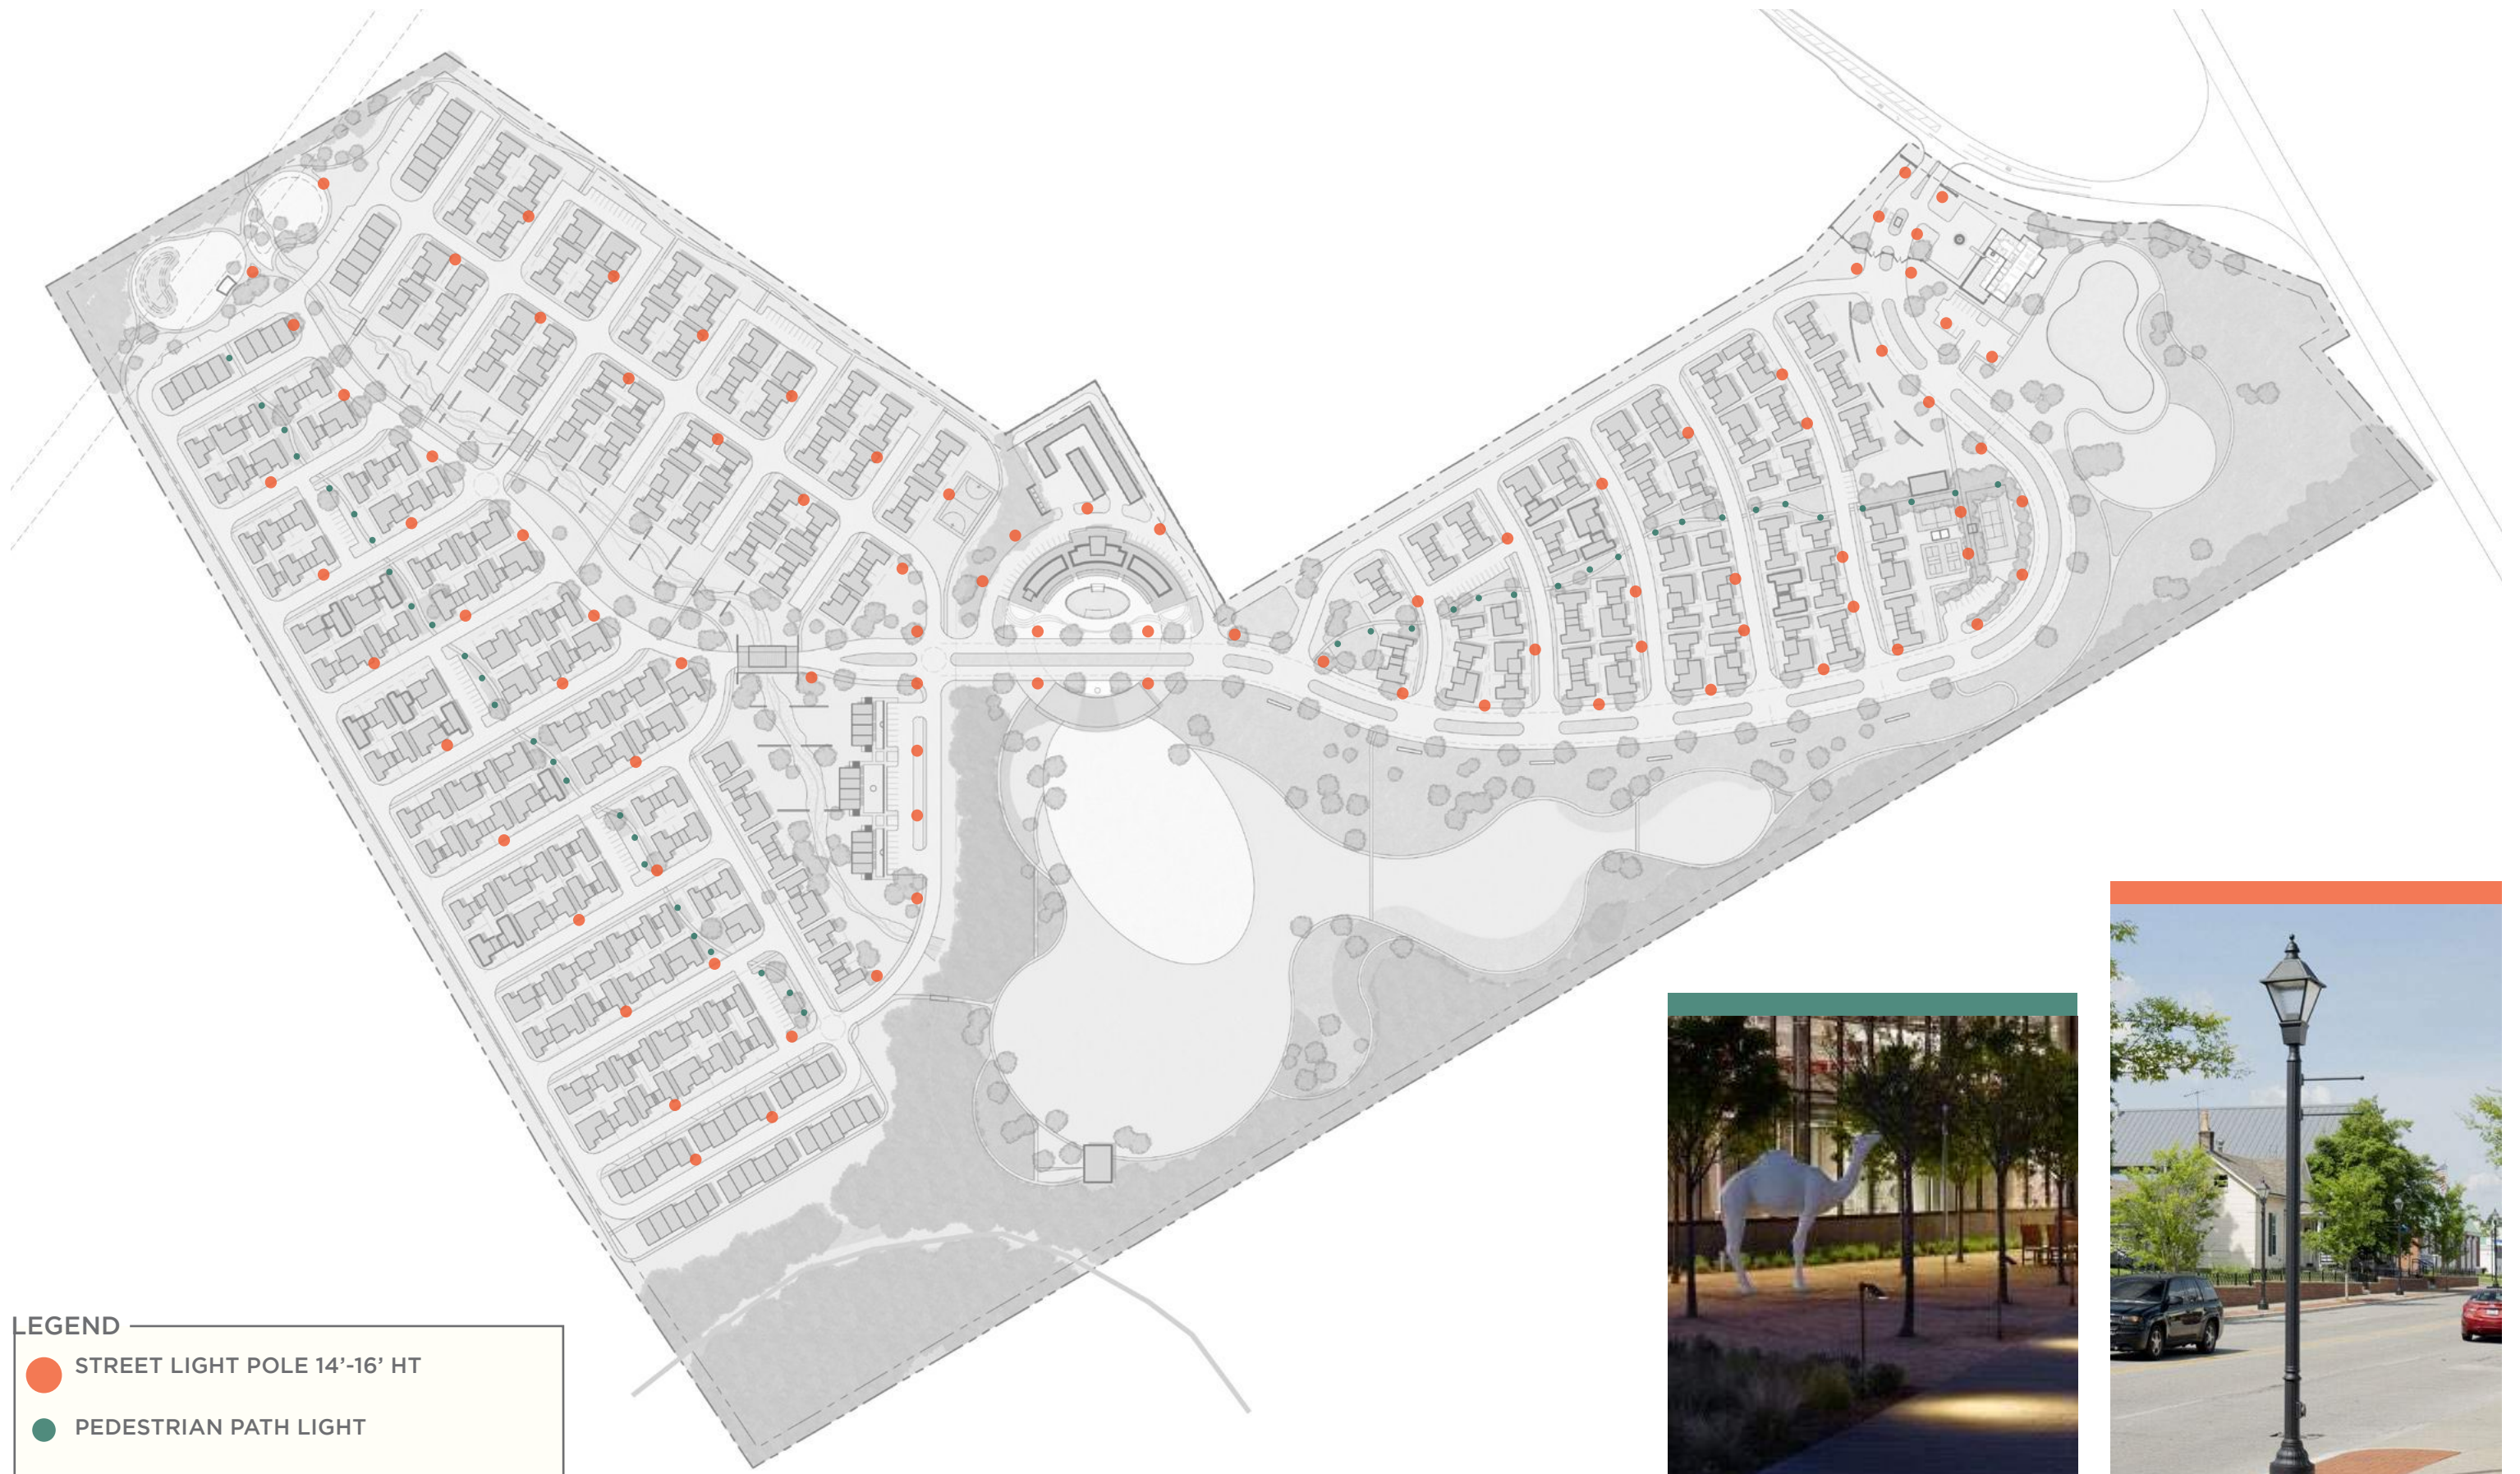 LEGEND
STREET LIGHT POLE 14’-16’ HT
PEDESTRIAN PATH LIGHT